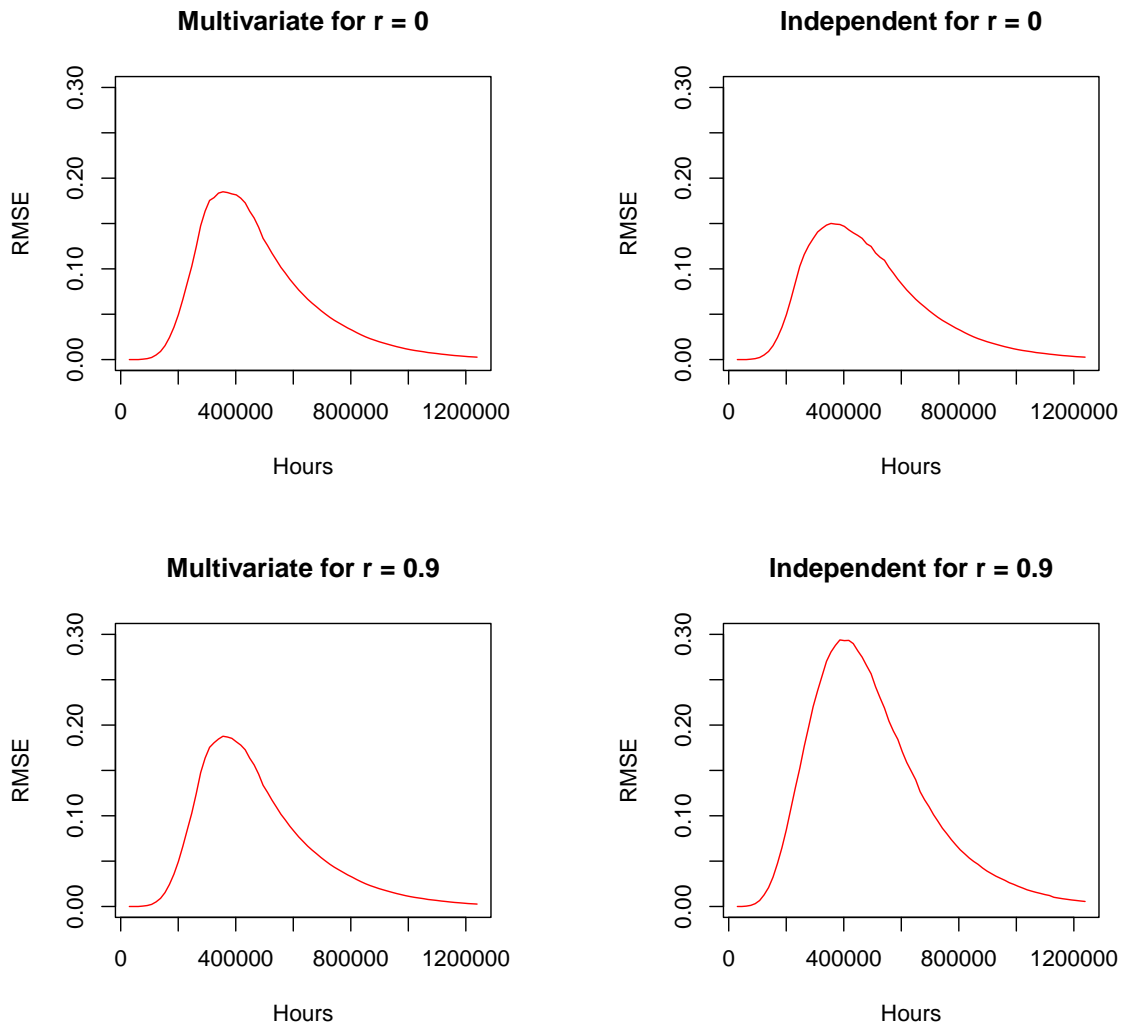 Multivariate for r = 0
RMSE
0.30
0.20
0.10
0.00
0 400000 800000 1200000
Hours
Independent for r = 0
RMSE
0.30
0.20
0.10
0.00
0 400000 800000 1200000
Hours
Multivariate for r = 0.9
RMSE
0.30
0.20
0.10
0.00
0 400000 800000 1200000
Hours
Independent for r = 0.9
RMSE
0.30
0.20
0.10
0.00
0 400000 800000 1200000
Hours